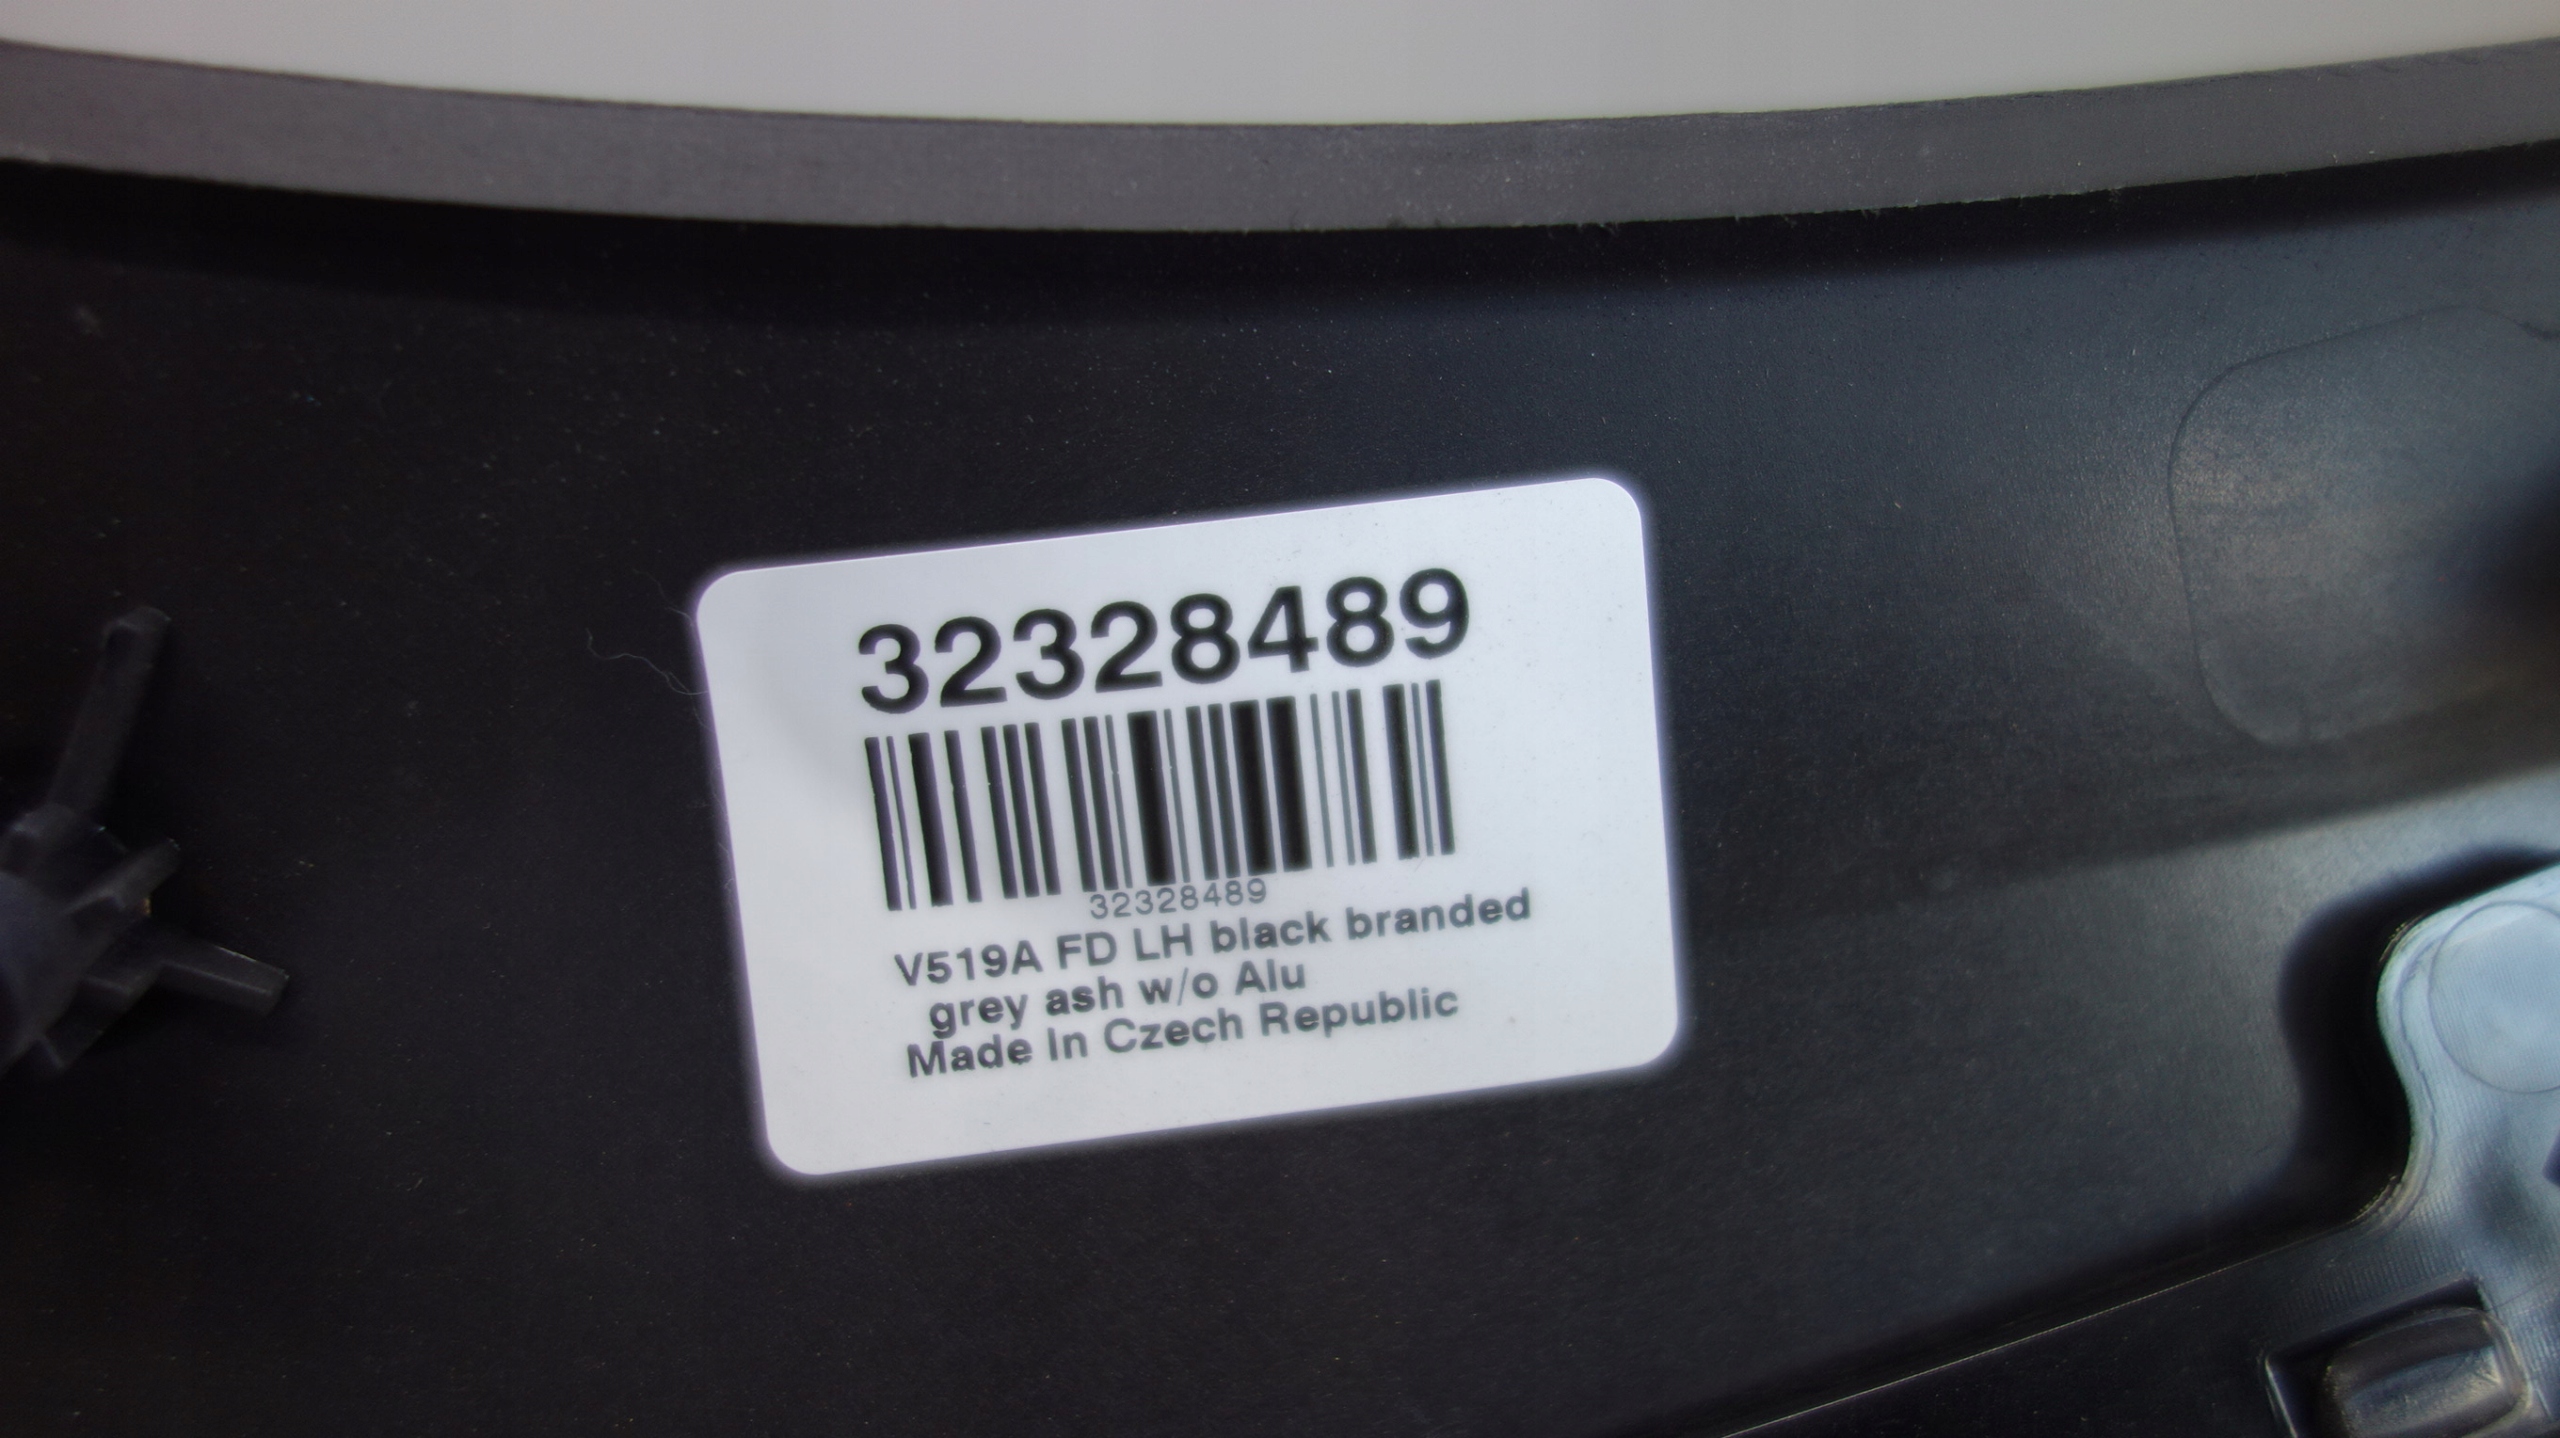 32328489
32328489
V519A FD LH black branded
grey ash w/o Alu
Made In Czech Republic